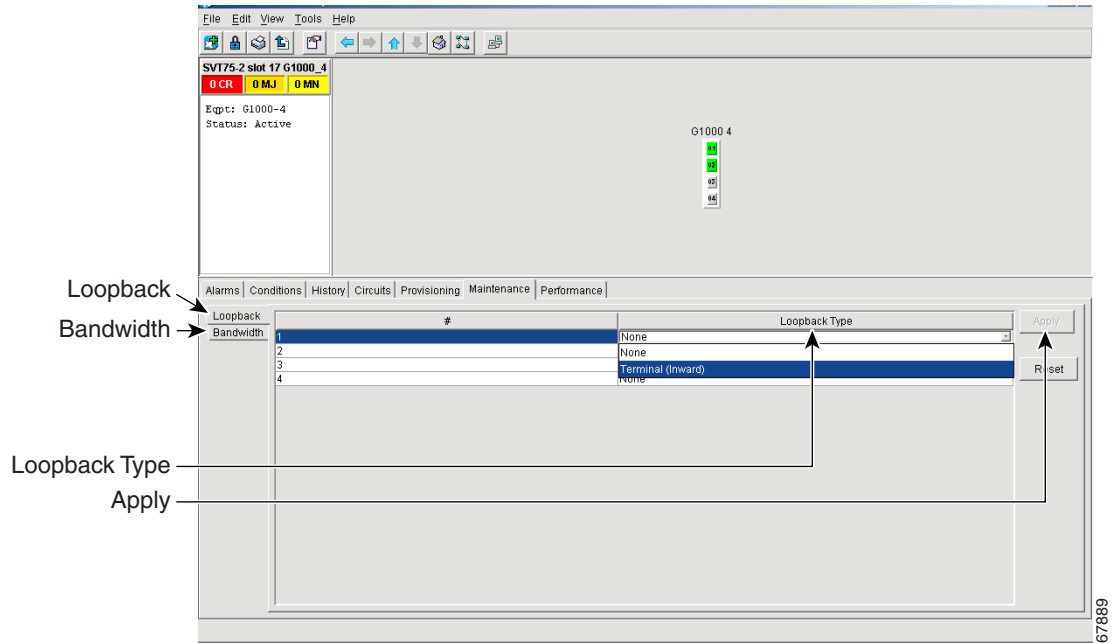 File Edit View Tools Help
SVT75-2 slot 17 G1000_4
0 CR 0 MJ 0 MN
Eqpt: G1000-4
Status: Active
G1000 4
01
02
03
04
Alarms Conditions History Circuits Provisioning Maintenance Performance
Loopback
Bandwidth
Loopback
Bandwidth
# Loopback Type
1 None
2 None
3 Terminal (Inward)
4 None
Apply
Reset
Loopback Type
Apply
67889